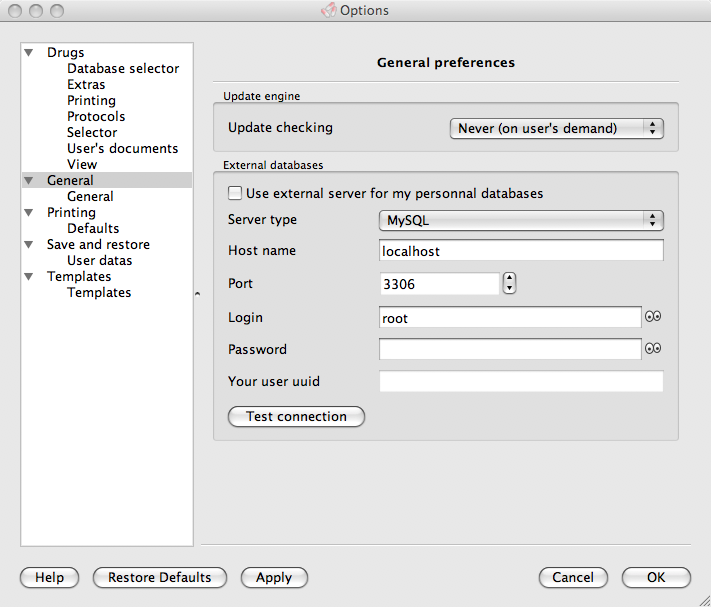 Options
Drugs
Database selector
Extras
Printing
Protocols
Selector
User's documents
View
General
General
Printing
Defaults
Save and restore
User datas
Templates
Templates
General preferences
Update engine
Update checking
Never (on user's demand)
External databases
Use external server for my personnal databases
Server type
MySQL
Host name
localhost
Port
3306
Login
root
Password
Your user uuid
Test connection
Help
Restore Defaults
Apply
Cancel
OK